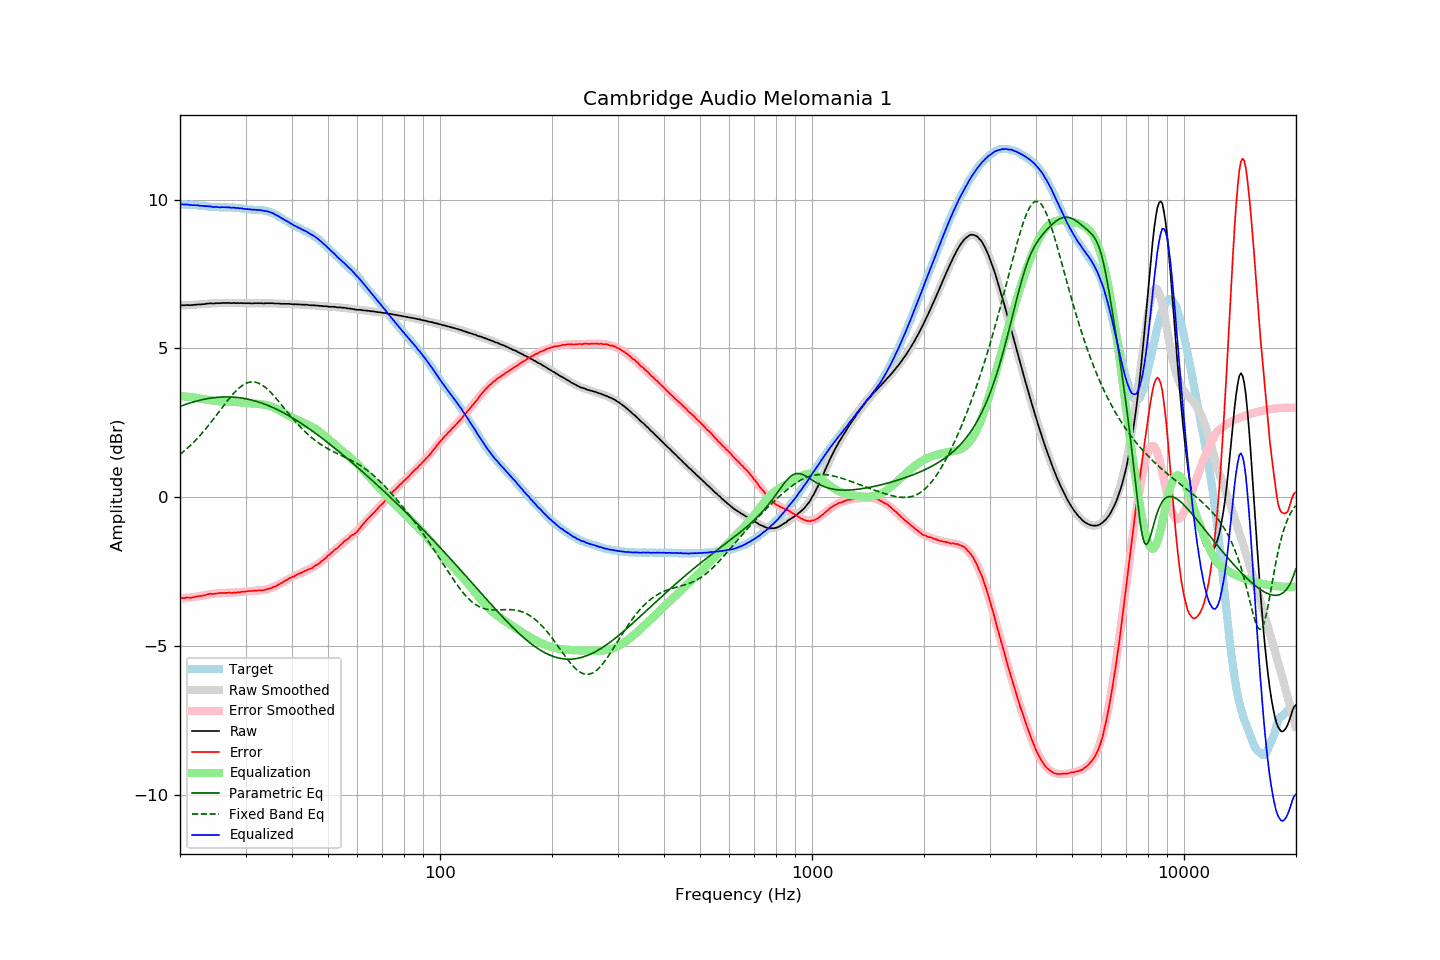 Cambridge Audio Melomania 1
Amplitude (dBr)
10
5
0
−5
−10
Target
Raw Smoothed
Error Smoothed
Raw
Error
Equalization
Parametric Eq
Fixed Band Eq
Equalized
100
1000
10000
Frequency (Hz)